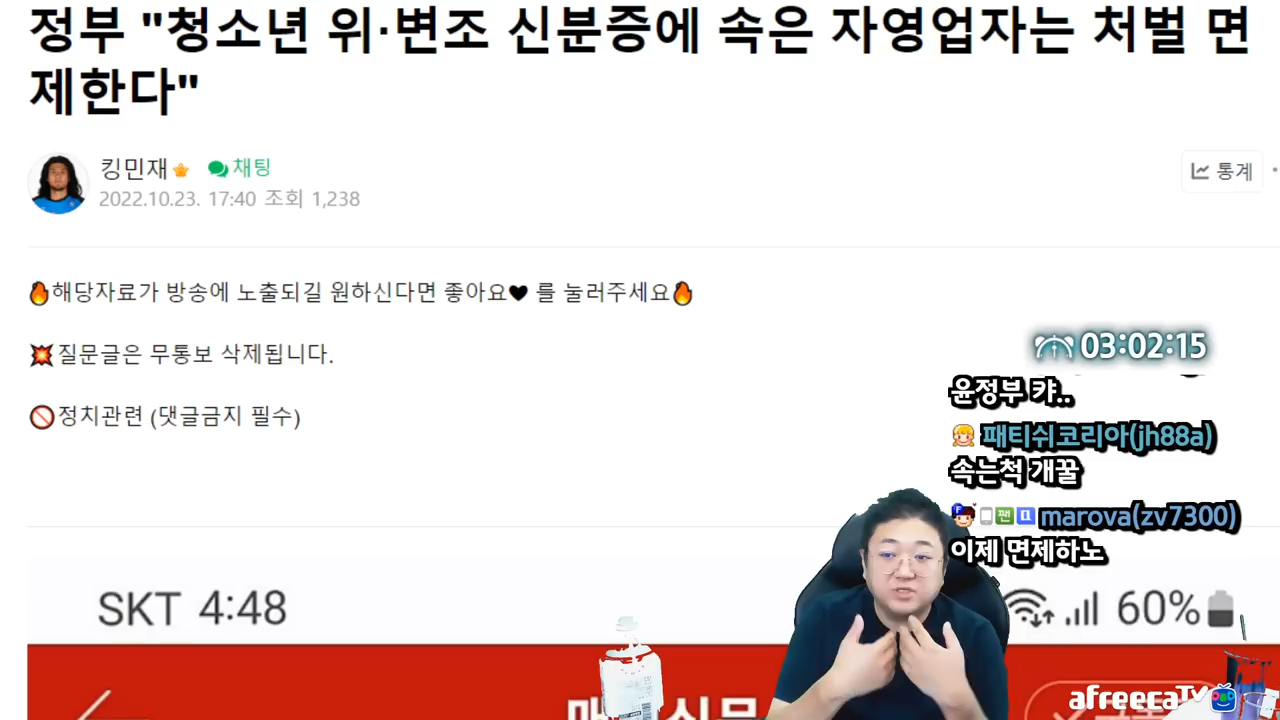 정부 "청소년 위·변조 신분증에 속은 자영업자는 처벌 면
제한다"
킹민재 채팅
통계
2022.10.23. 17:40 조회 1,238
해당자료가 방송에 노출되길 원하신다면 좋아요 를 눌러주세요
질문글은 무통보 삭제됩니다.
정치관련 (댓글금지 필수)
03:02:15
윤정부 캬..
패티쉬코리아(jh88a)
속는척 개꿀
F 팬 marova(zv7300)
이제 면제하노
SKT 4:48
60%
afreecaTV